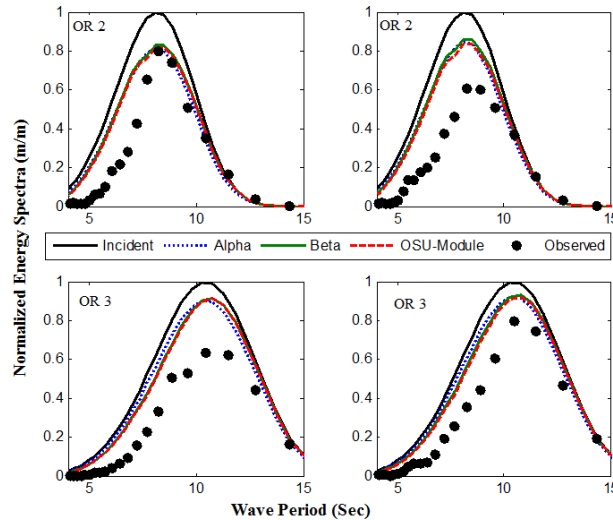 OR 2
1
0.8
0.6
0.4
0.2
0
5 10 15
OR 2
1
0.8
0.6
0.4
0.2
0
5 10 15
Normalized Energy Spectra (m/m)
Incident Alpha Beta OSU-Module Observed
OR 3
1
0.8
0.6
0.4
0.2
0
5 10 15
OR 3
1
0.8
0.6
0.4
0.2
0
5 10 15
Wave Period (Sec)